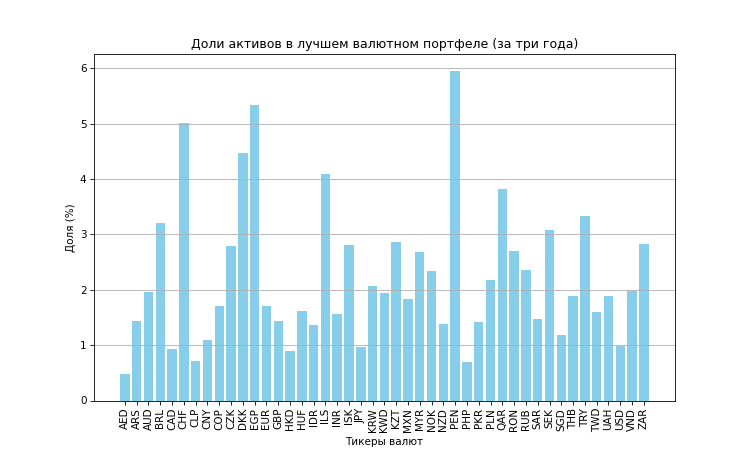 Доли активов в лучшем валютном портфеле (за три года)
Доля (%)
6
5
4
3
2
1
0
AED ARS AUD BRL CAD CHF CLP CNY COP CZK DKK EGP EUR GBP HKD HUF IDR ILS INR ISK JPY KRW KWD KZT MXN MYR NOK NZD PEN PHP PKR PLN QAR RON RUB SAR SEK SGD THB TRY TWD UAH USD VND ZAR
Тикеры валют